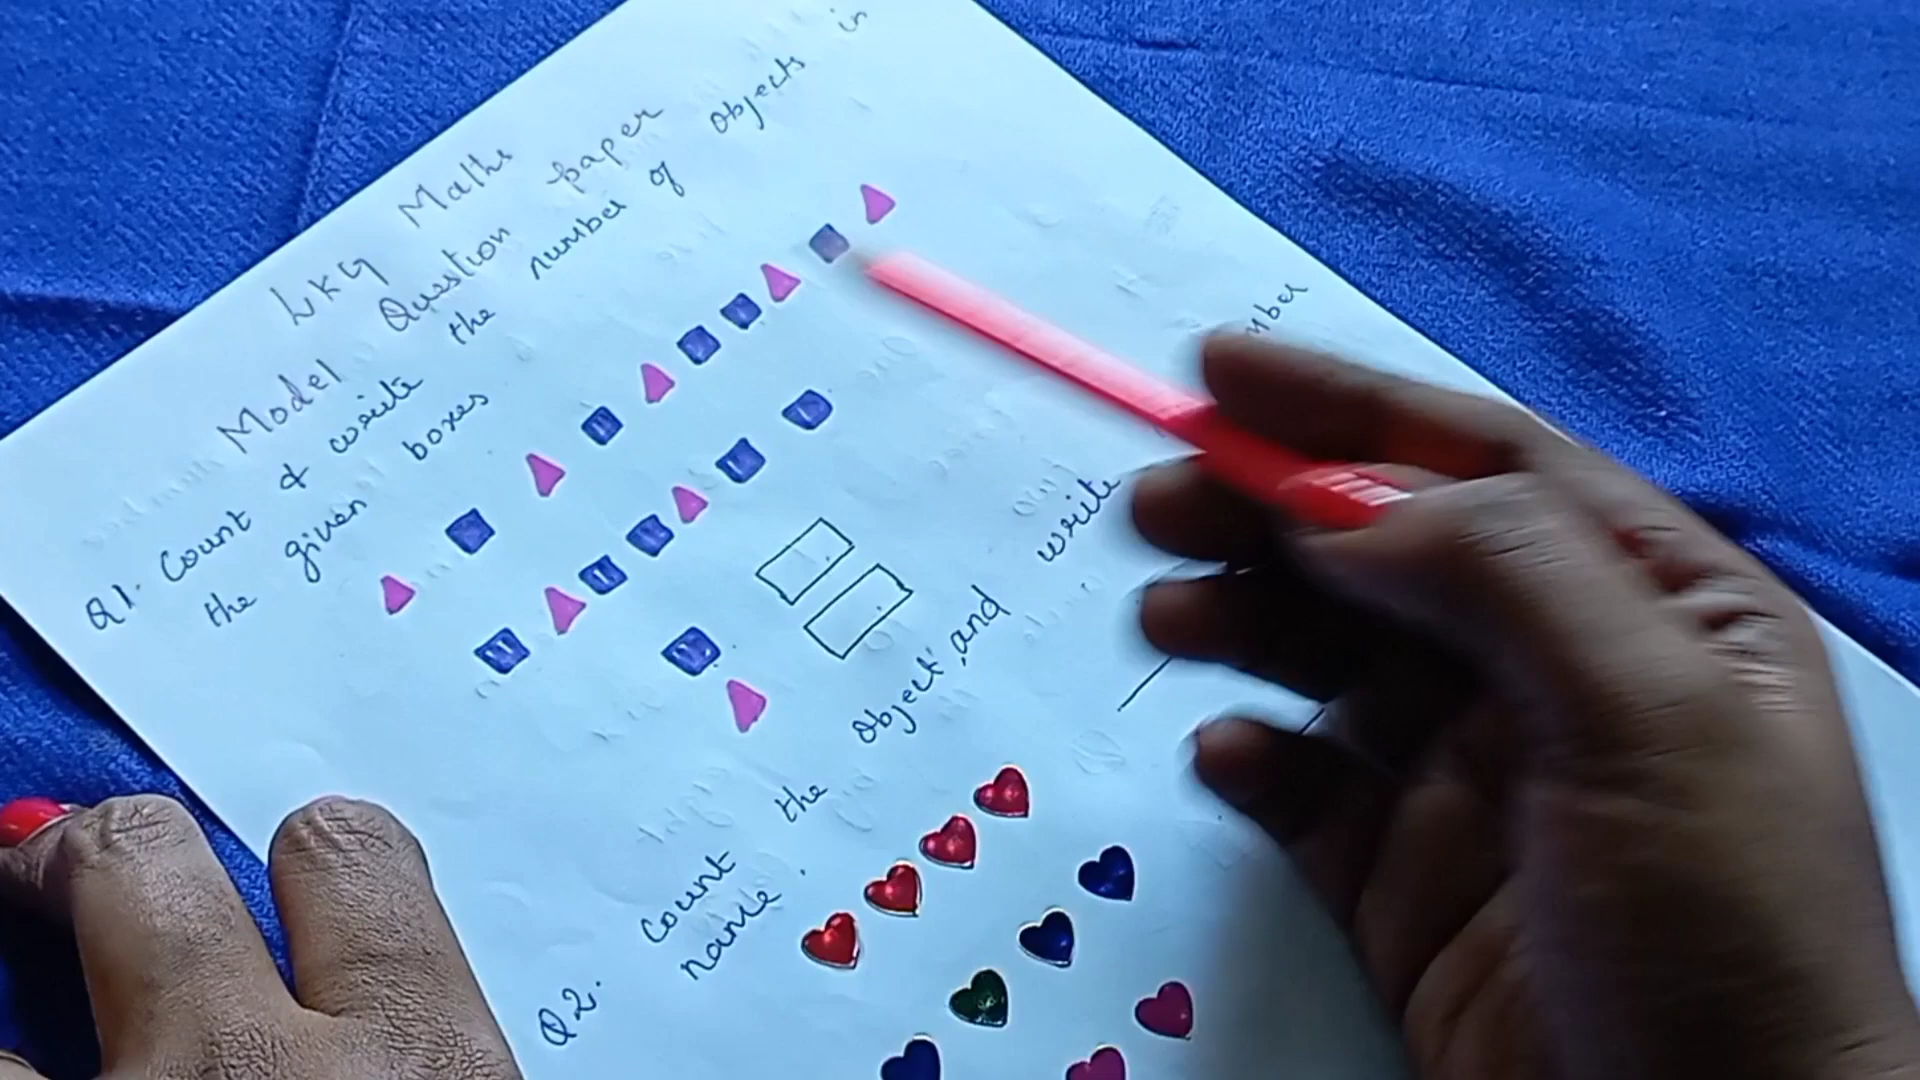 LKG Maths
Model Question paper
Q1. Count & write the number of objects in
the given boxes
Q2. Count the object, and write
name.